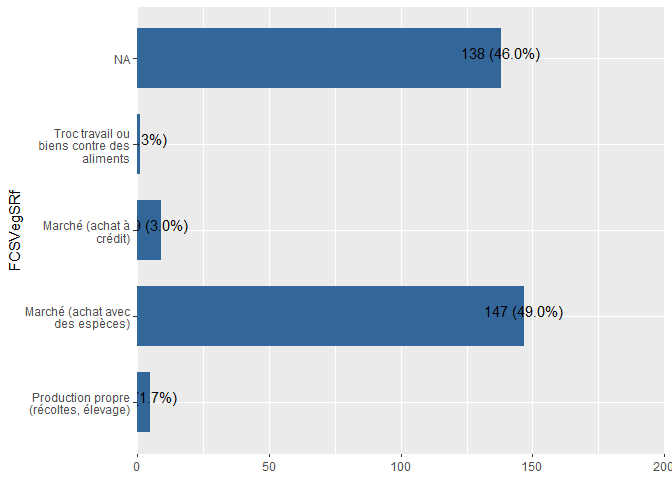 FCSVegSRf
NA
138 (46.0%)
Troc travail ou
biens contre des
aliments
3%)
Marché (achat à
crédit)
9 (3.0%)
Marché (achat avec
des espèces)
147 (49.0%)
Production propre
(récoltes, élevage)
1.7%)
0 50 100 150 200